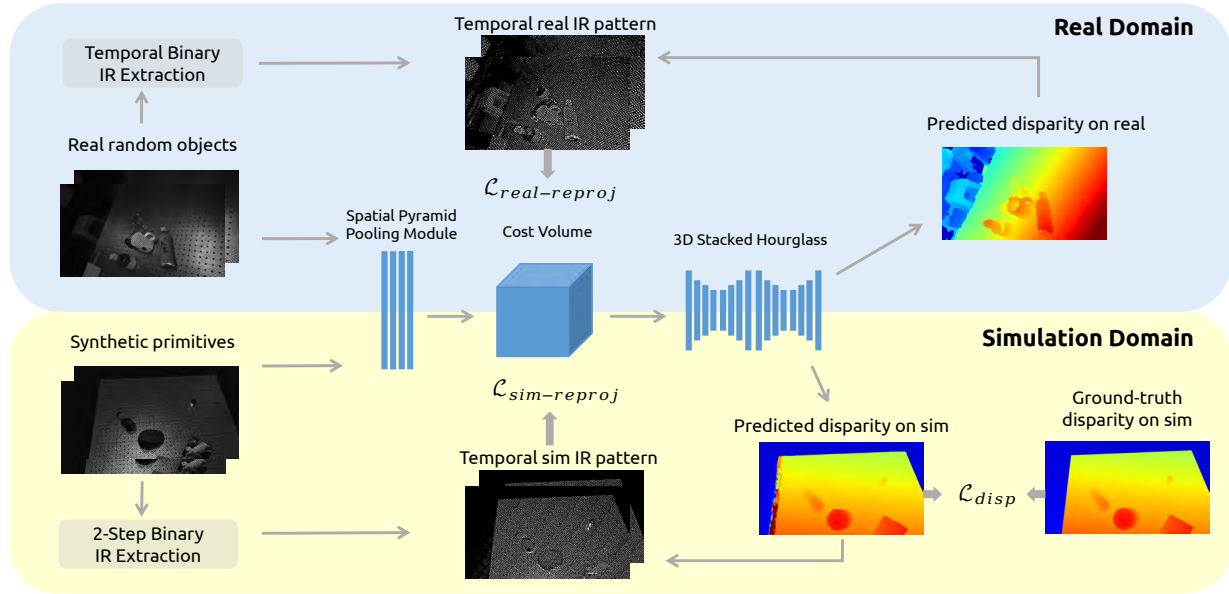 Real Domain
Temporal real IR pattern
Temporal Binary
IR Extraction
Real random objects
Predicted disparity on real
ℒreal−reproj
Spatial Pyramid
Pooling Module
Cost Volume
3D Stacked Hourglass
Simulation Domain
Synthetic primitives
ℒsim−reproj
Ground-truth
disparity on sim
Predicted disparity on sim
Temporal sim IR pattern
ℒdisp
2-Step Binary
IR Extraction